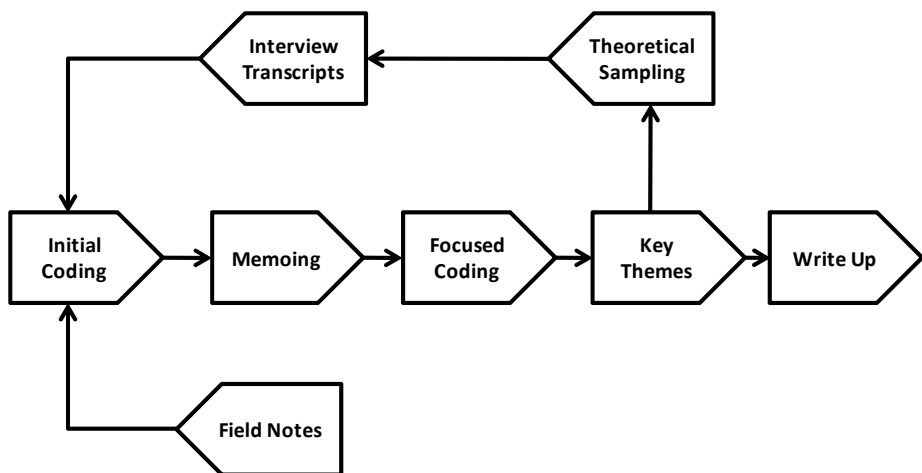 Interview
Transcripts
Theoretical
Sampling
Initial
Coding
Memoing
Focused
Coding
Key
Themes
Write Up
Field Notes